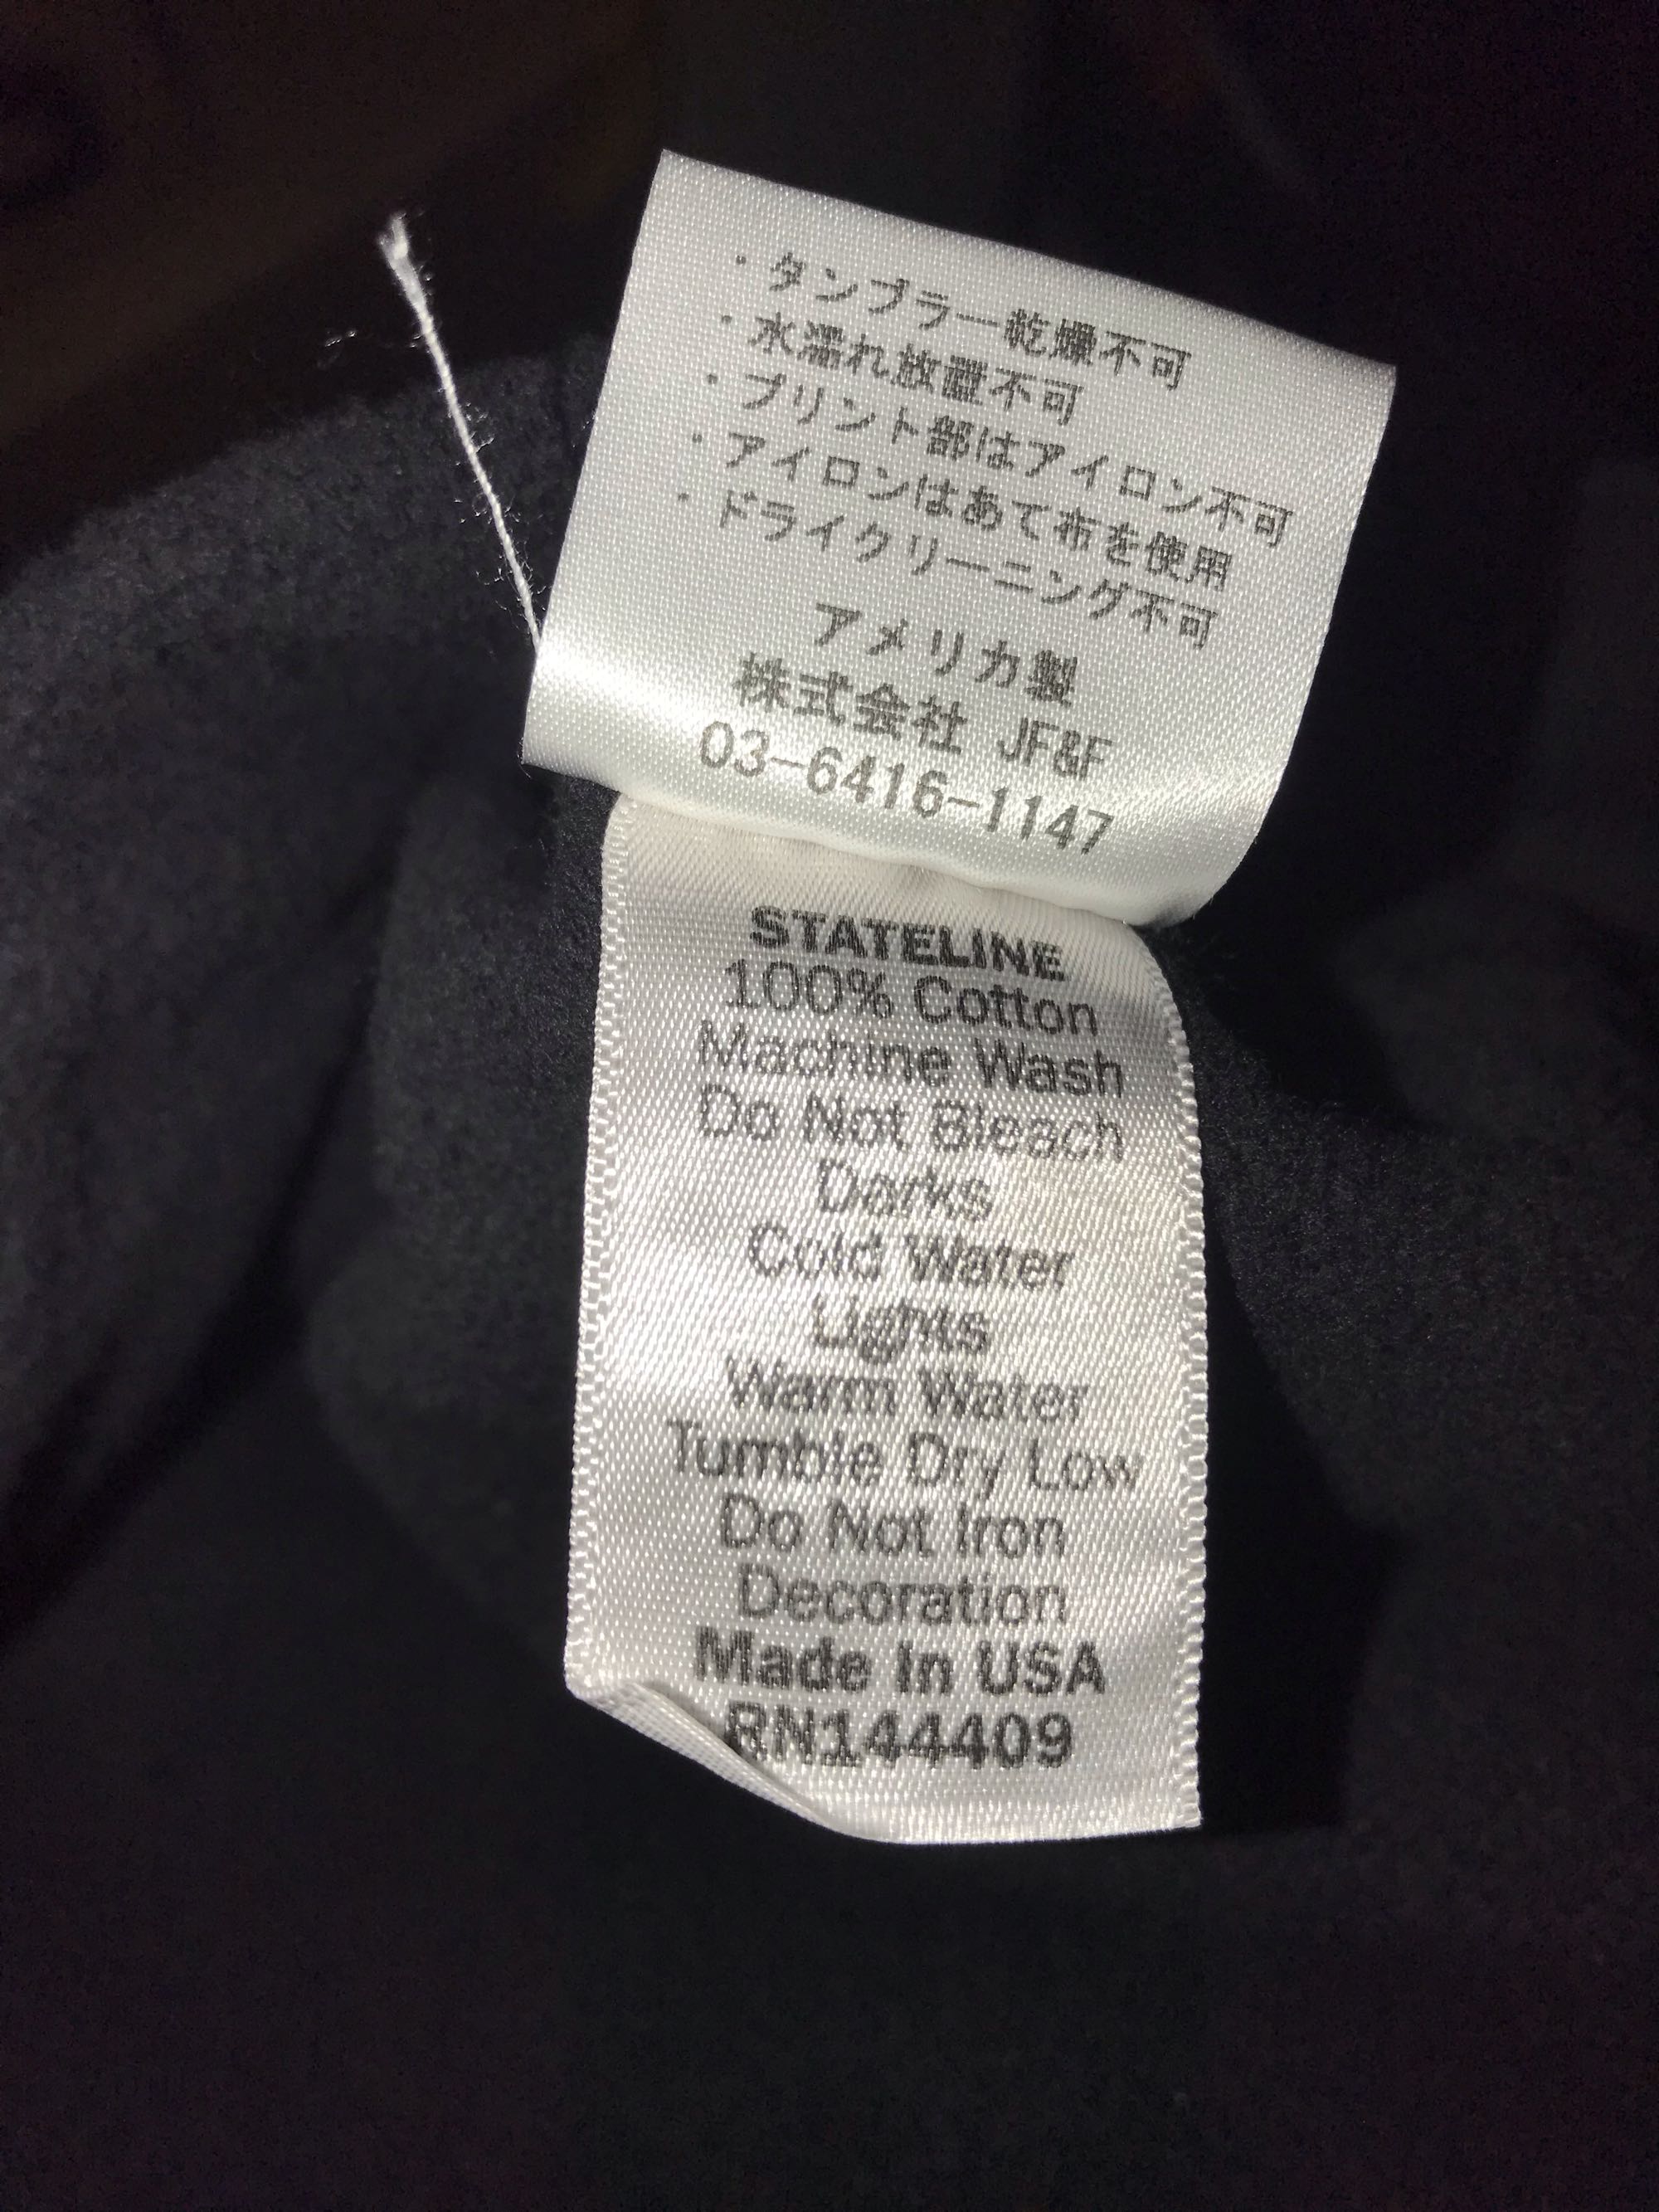 ・タンブラー乾燥不可
・水濡れ放置不可
・プリント部はアイロン不可
・アイロンはあて布を使用
・ドライクリーニング不可
アメリカ製
株式会社 JF&F
03-6416-1147
STATELINE
100% Cotton
Machine Wash
Do Not Bleach
Darks
Cold Water
Lights
Warm Water
Tumble Dry Low
Do Not Iron
Decoration
Made In USA
RN144409